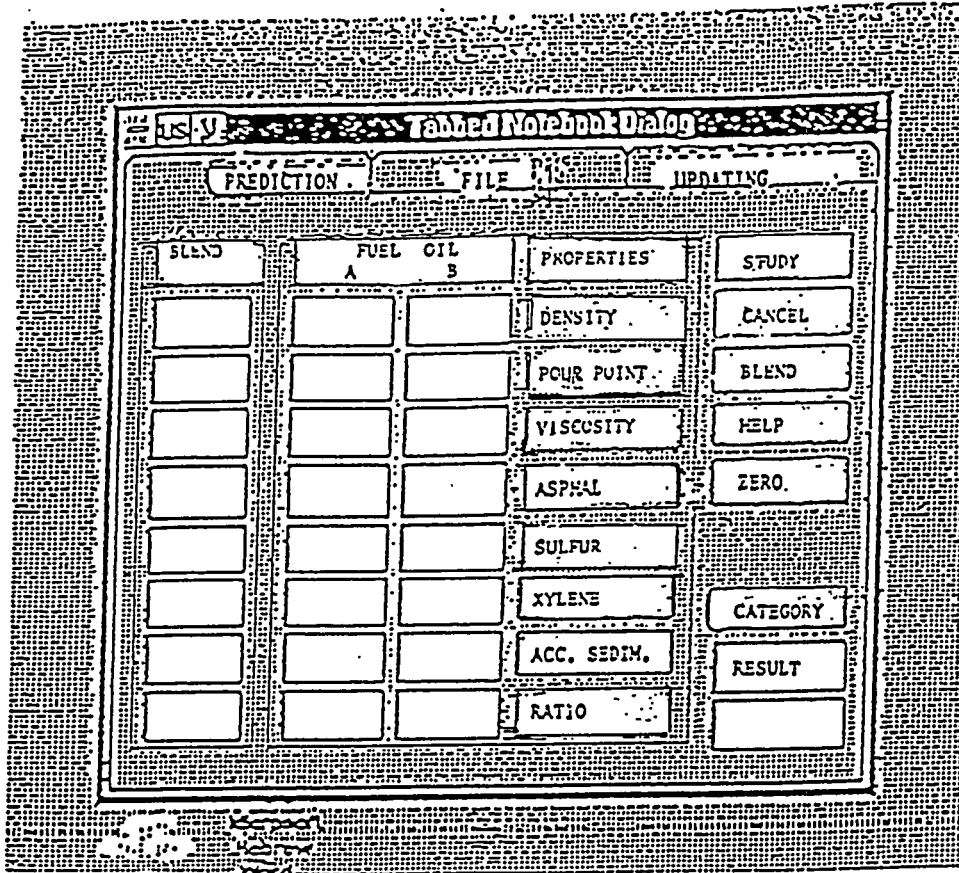 Tabbed Notebook Dialog
PREDICTION FILE UPDATING
BLEND FUEL OIL PROPERTIES STUDY
A B
DENSITY CANCEL
POUR POINT BLEND
VISCOSITY HELP
ASPHAL ZERO
SULFUR
XYLENE CATEGORY
ACC. SEDIM. RESULT
RATIO